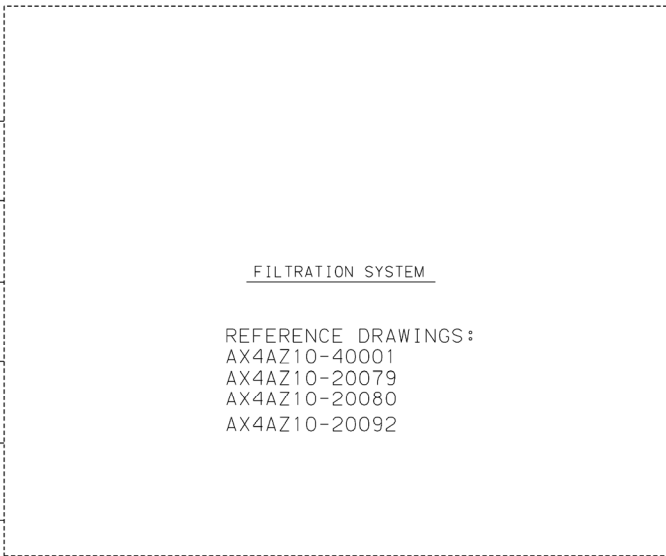 FILTRATION SYSTEM
REFERENCE DRAWINGS:
AX4AZ10-40001
AX4AZ10-20079
AX4AZ10-20080
AX4AZ10-20092